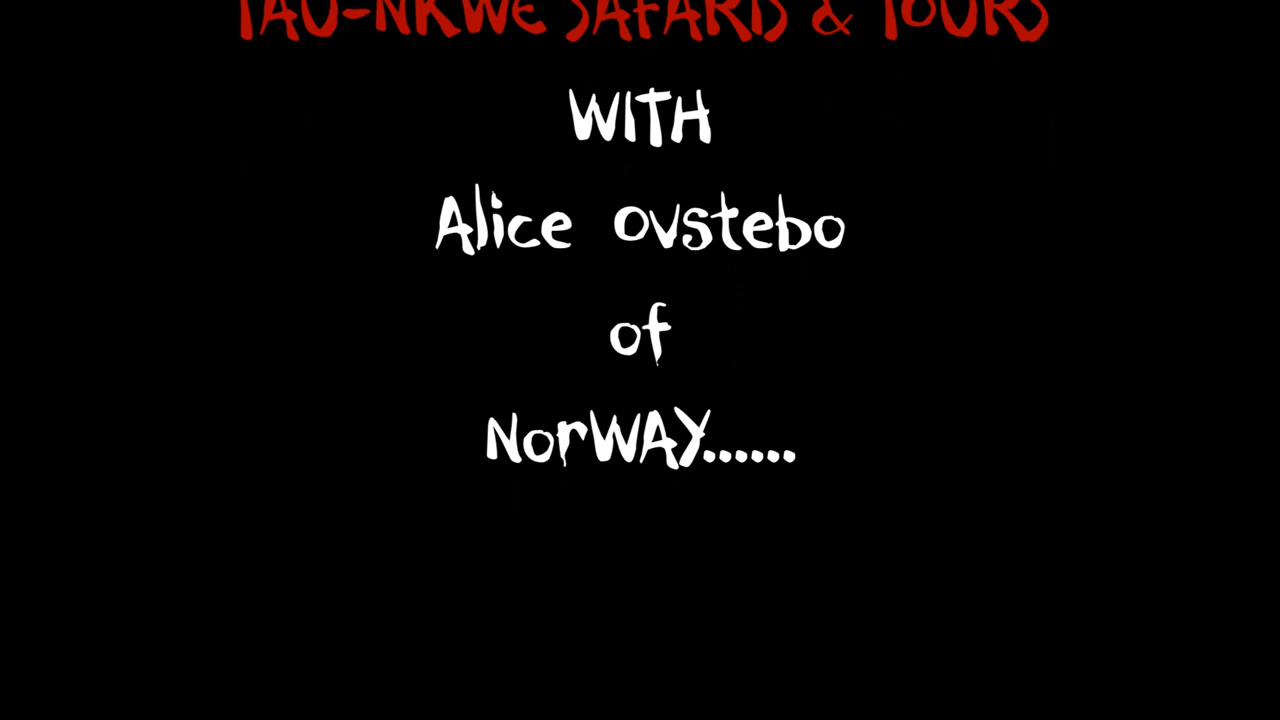 TAU-NKWE SAFARIS & TOURS
WITH
Alice ovstebo
of
NorWAY......